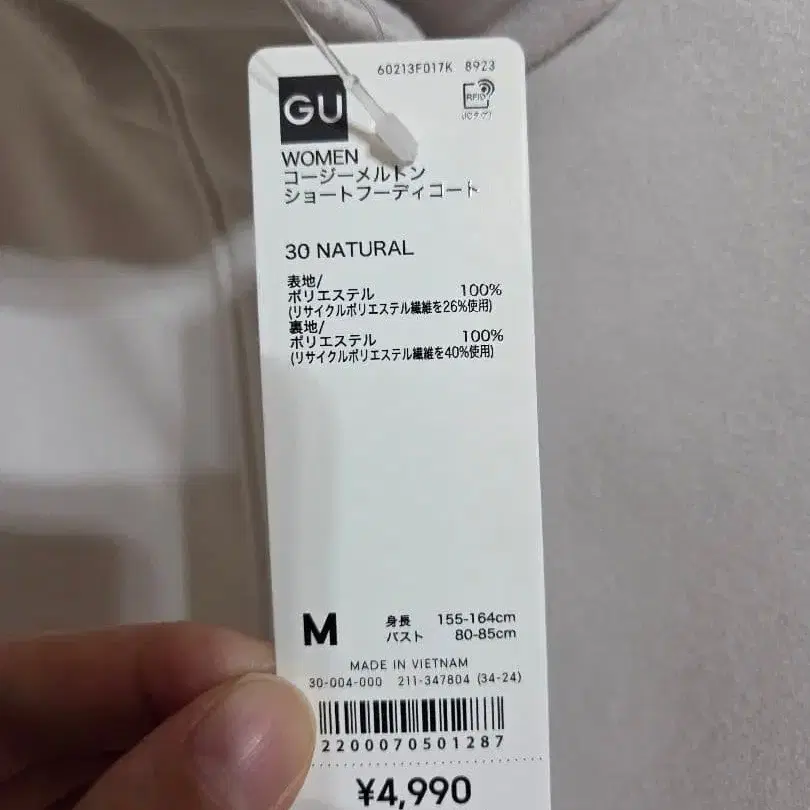 60213F017K 8923
GU
RFID
(ICタグ)
WOMEN
コージーメルトン
ショートフーディコート
30 NATURAL
表地/
ポリエステル 100%
(リサイクルポリエステル繊維を26%使用)
裏地/
ポリエステル 100%
(リサイクルポリエステル繊維を40%使用)
M 身長 155-164cm
バスト 80-85cm
MADE IN VIETNAM
30-004-000 211-347804 (34-24)
2200070501287
¥4,990